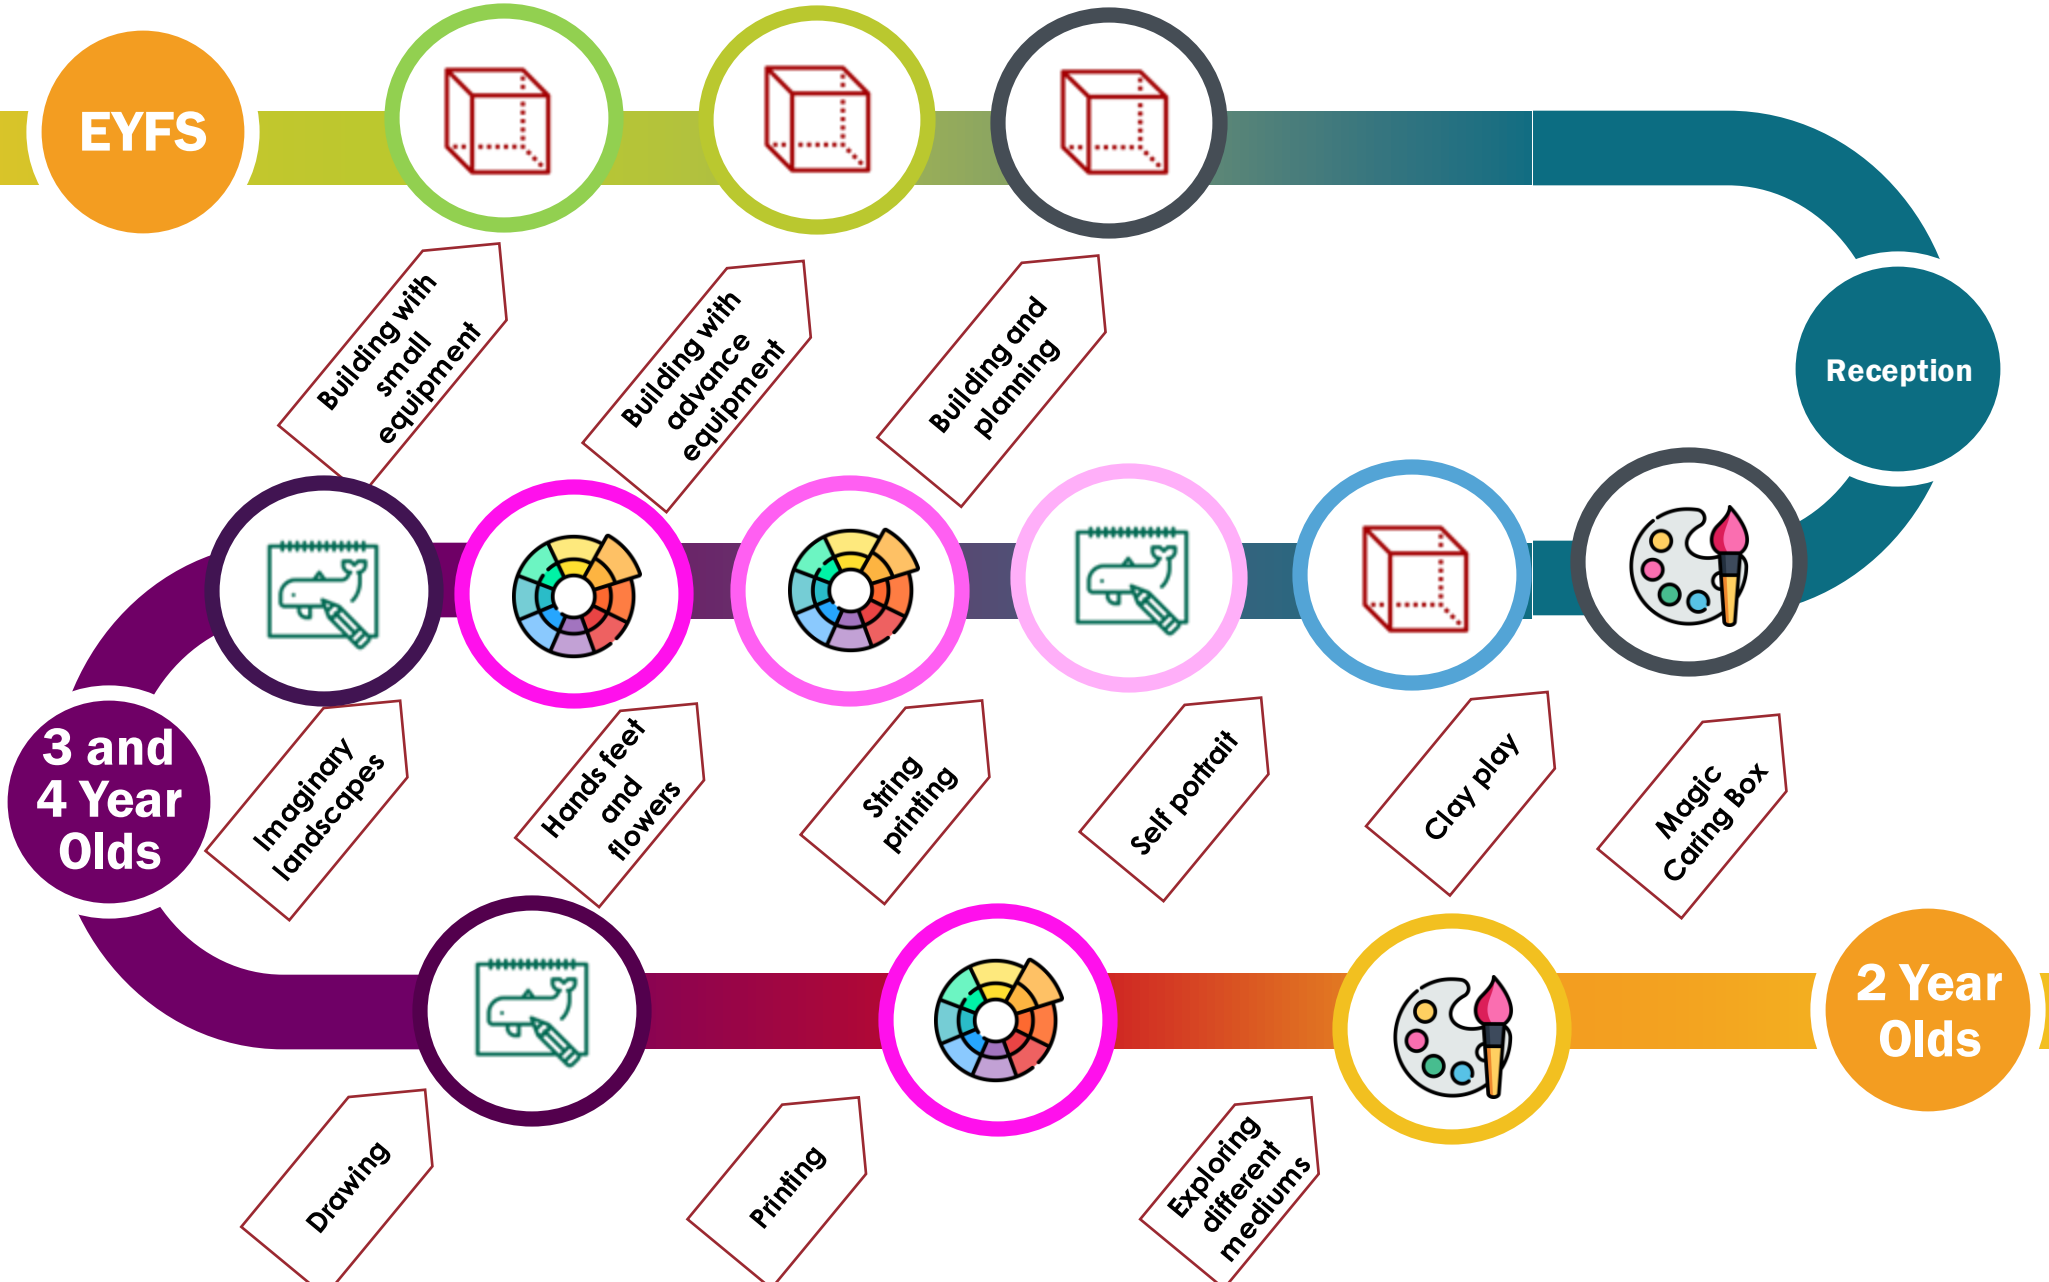 EYFS
Building with
small
equipment
Building with
advance
equipment
Building and
planning
Reception
3 and
4 Year
Olds
Imaginary
landscapes
Hands feet
and
flowers
String
printing
Self portrait
Clay play
Magic
Caring Box
2 Year
Olds
Drawing
Printing
Exploring
different
mediums